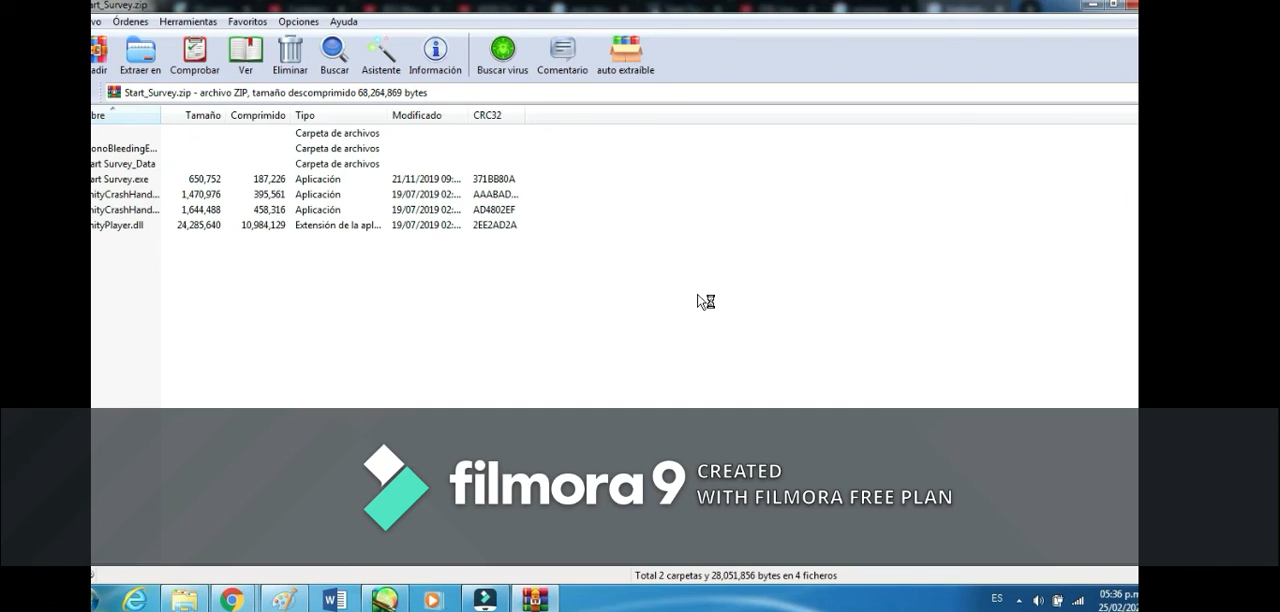 art_Survey.zip
vo Órdenes Herramientas Favoritos Opciones Ayuda
adir Extraer en Comprobar Ver Eliminar Buscar Asistente Información Buscar virus Comentario auto extraíble
Start_Survey.zip - archivo ZIP, tamaño descomprimido 68,264,869 bytes
bre Tamaño Comprimido Tipo Modificado CRC32
Carpeta de archivos
onoBleedingE... Carpeta de archivos
art Survey_Data Carpeta de archivos
art Survey.exe 650,752 187,226 Aplicación 21/11/2019 09:... 371BB80A
nityCrashHand... 1,470,976 395,561 Aplicación 19/07/2019 02:... AAABAD...
nityCrashHand... 1,644,488 458,316 Aplicación 19/07/2019 02:... AD4802EF
nityPlayer.dll 24,285,640 10,984,129 Extensión de la apl... 19/07/2019 02:... 2EE2AD2A
filmora 9 CREATED
WITH FILMORA FREE PLAN
Total 2 carpetas y 28,051,856 bytes en 4 ficheros
ES 05:36 p.m
25/02/202